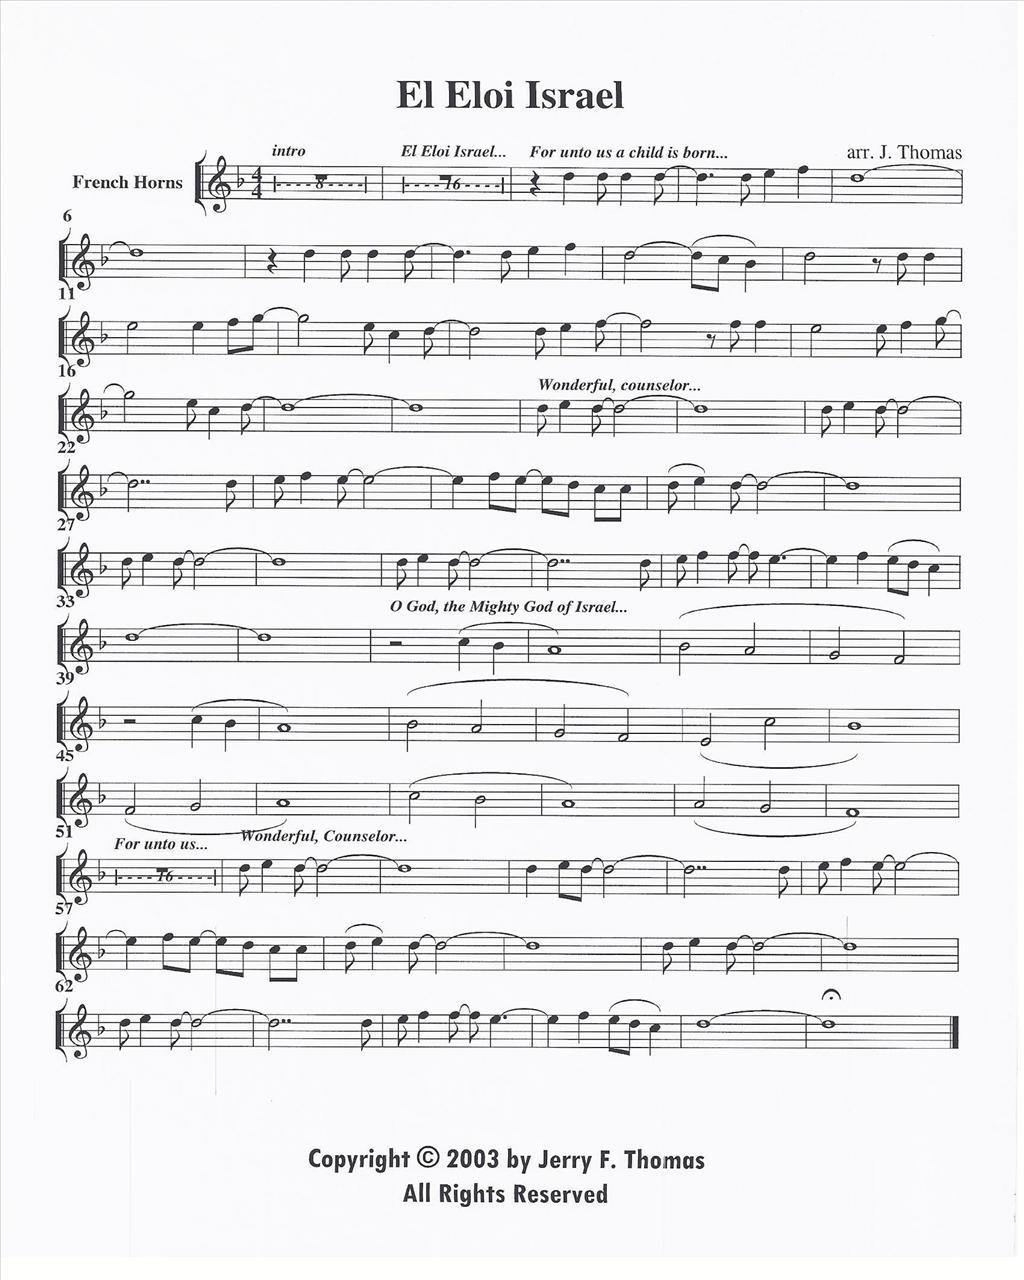 El Eloi Israel
intro El Eloi Israel... For unto us a child is born... arr. J. Thomas
French Horns 4 4 8 16
6
11
16
Wonderful, counselor...
22
27
33
O God, the Mighty God of Israel...
39
45
51
For unto us... Wonderful, Counselor...
16
57
62
Copyright © 2003 by Jerry F. Thomas
All Rights Reserved